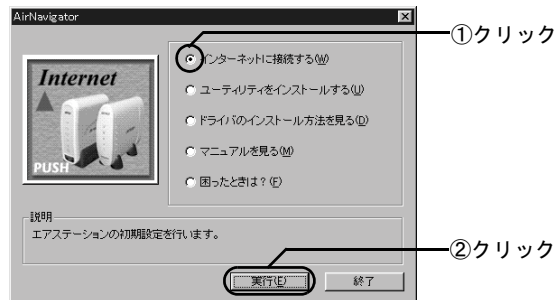 AirNavigator
①クリック
Internet
PUSH
インターネットに接続する(W)
ユーティリティをインストールする(U)
ドライバのインストール方法を見る(D)
マニュアルを見る(M)
困ったときは？(F)
説明
エアステーションの初期設定を行います。
②クリック
実行(E)
終了